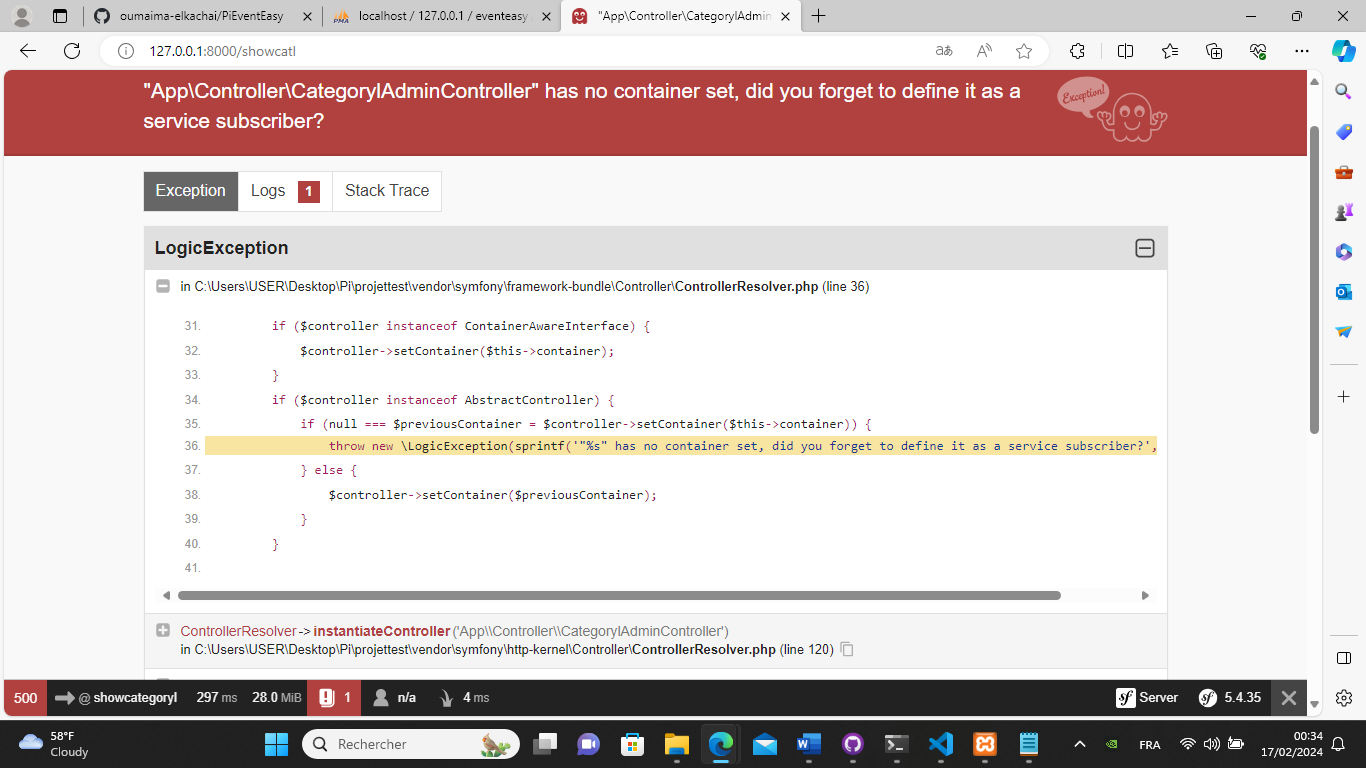 oumaima-elkachai/PiEventEasy
localhost / 127.0.0.1 / eventeasy
"App\Controller\CategorylAdmin
127.0.0.1:8000/showcatl
"App\Controller\CategorylAdminController" has no container set, did you forget to define it as a
service subscriber?
Exception!
Exception
Logs 1
Stack Trace
LogicException
in C:\Users\USER\Desktop\Pi\projettest\vendor\symfony\framework-bundle\Controller\ControllerResolver.php (line 36)
31. if ($controller instanceof ContainerAwareInterface) {
32. $controller->setContainer($this->container);
33. }
34. if ($controller instanceof AbstractController) {
35. if (null === $previousContainer = $controller->setContainer($this->container)) {
36. throw new \LogicException(sprintf('"%s" has no container set, did you forget to define it as a service subscriber?',
37. } else {
38. $controller->setContainer($previousContainer);
39. }
40. }
41.
ControllerResolver->instantiateController('App\\Controller\\CategorylAdminController')
in C:\Users\USER\Desktop\Pi\projettest\vendor\symfony\http-kernel\Controller\ControllerResolver.php (line 120)
500 @ showcategoryl 297 ms 28.0 MiB 1 n/a 4 ms Server 5.4.35
58°F
Cloudy
Rechercher
FRA
00:34
17/02/2024